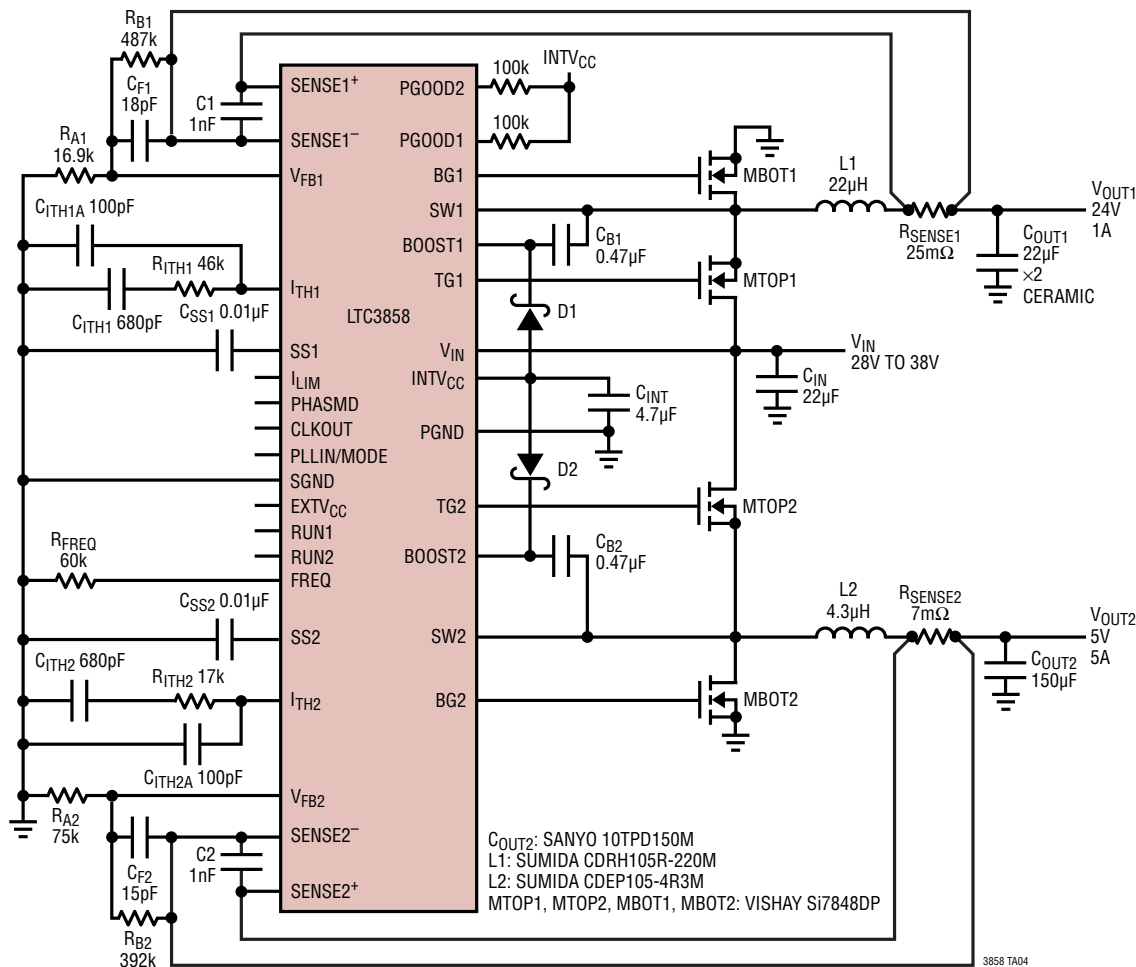 RB1
487k
CF1
18pF
RA1
16.9k
C1
1nF
CITH1A 100pF
RITH1 46k
CITH1 680pF
CSS1 0.01µF
RFREQ
60k
CSS2 0.01µF
CITH2 680pF
RITH2 17k
CITH2A 100pF
RA2
75k
CF2
15pF
RB2
392k
C2
1nF
SENSE1+
SENSE1–
VFB1
ITH1
SS1
ILIM
PHASMD
CLKOUT
PLLIN/MODE
SGND
EXTVCC
RUN1
RUN2
FREQ
SS2
ITH2
VFB2
SENSE2–
SENSE2+
LTC3858
PGOOD2
PGOOD1
BG1
SW1
BOOST1
TG1
VIN
INTVCC
PGND
TG2
BOOST2
SW2
BG2
100k
INTVCC
100k
MBOT1
L1
22µH
CB1
0.47µF
MTOP1
D1
RSENSE1
25mΩ
VOUT1
24V
1A
COUT1
22µF
×2
CERAMIC
VIN
28V TO 38V
CIN
22µF
CINT
4.7µF
D2
MTOP2
CB2
0.47µF
L2
4.3µH
RSENSE2
7mΩ
VOUT2
5V
5A
COUT2
150µF
MBOT2
COUT2: SANYO 10TPD150M
L1: SUMIDA CDRH105R-220M
L2: SUMIDA CDEP105-4R3M
MTOP1, MTOP2, MBOT1, MBOT2: VISHAY Si7848DP
3858 TA04